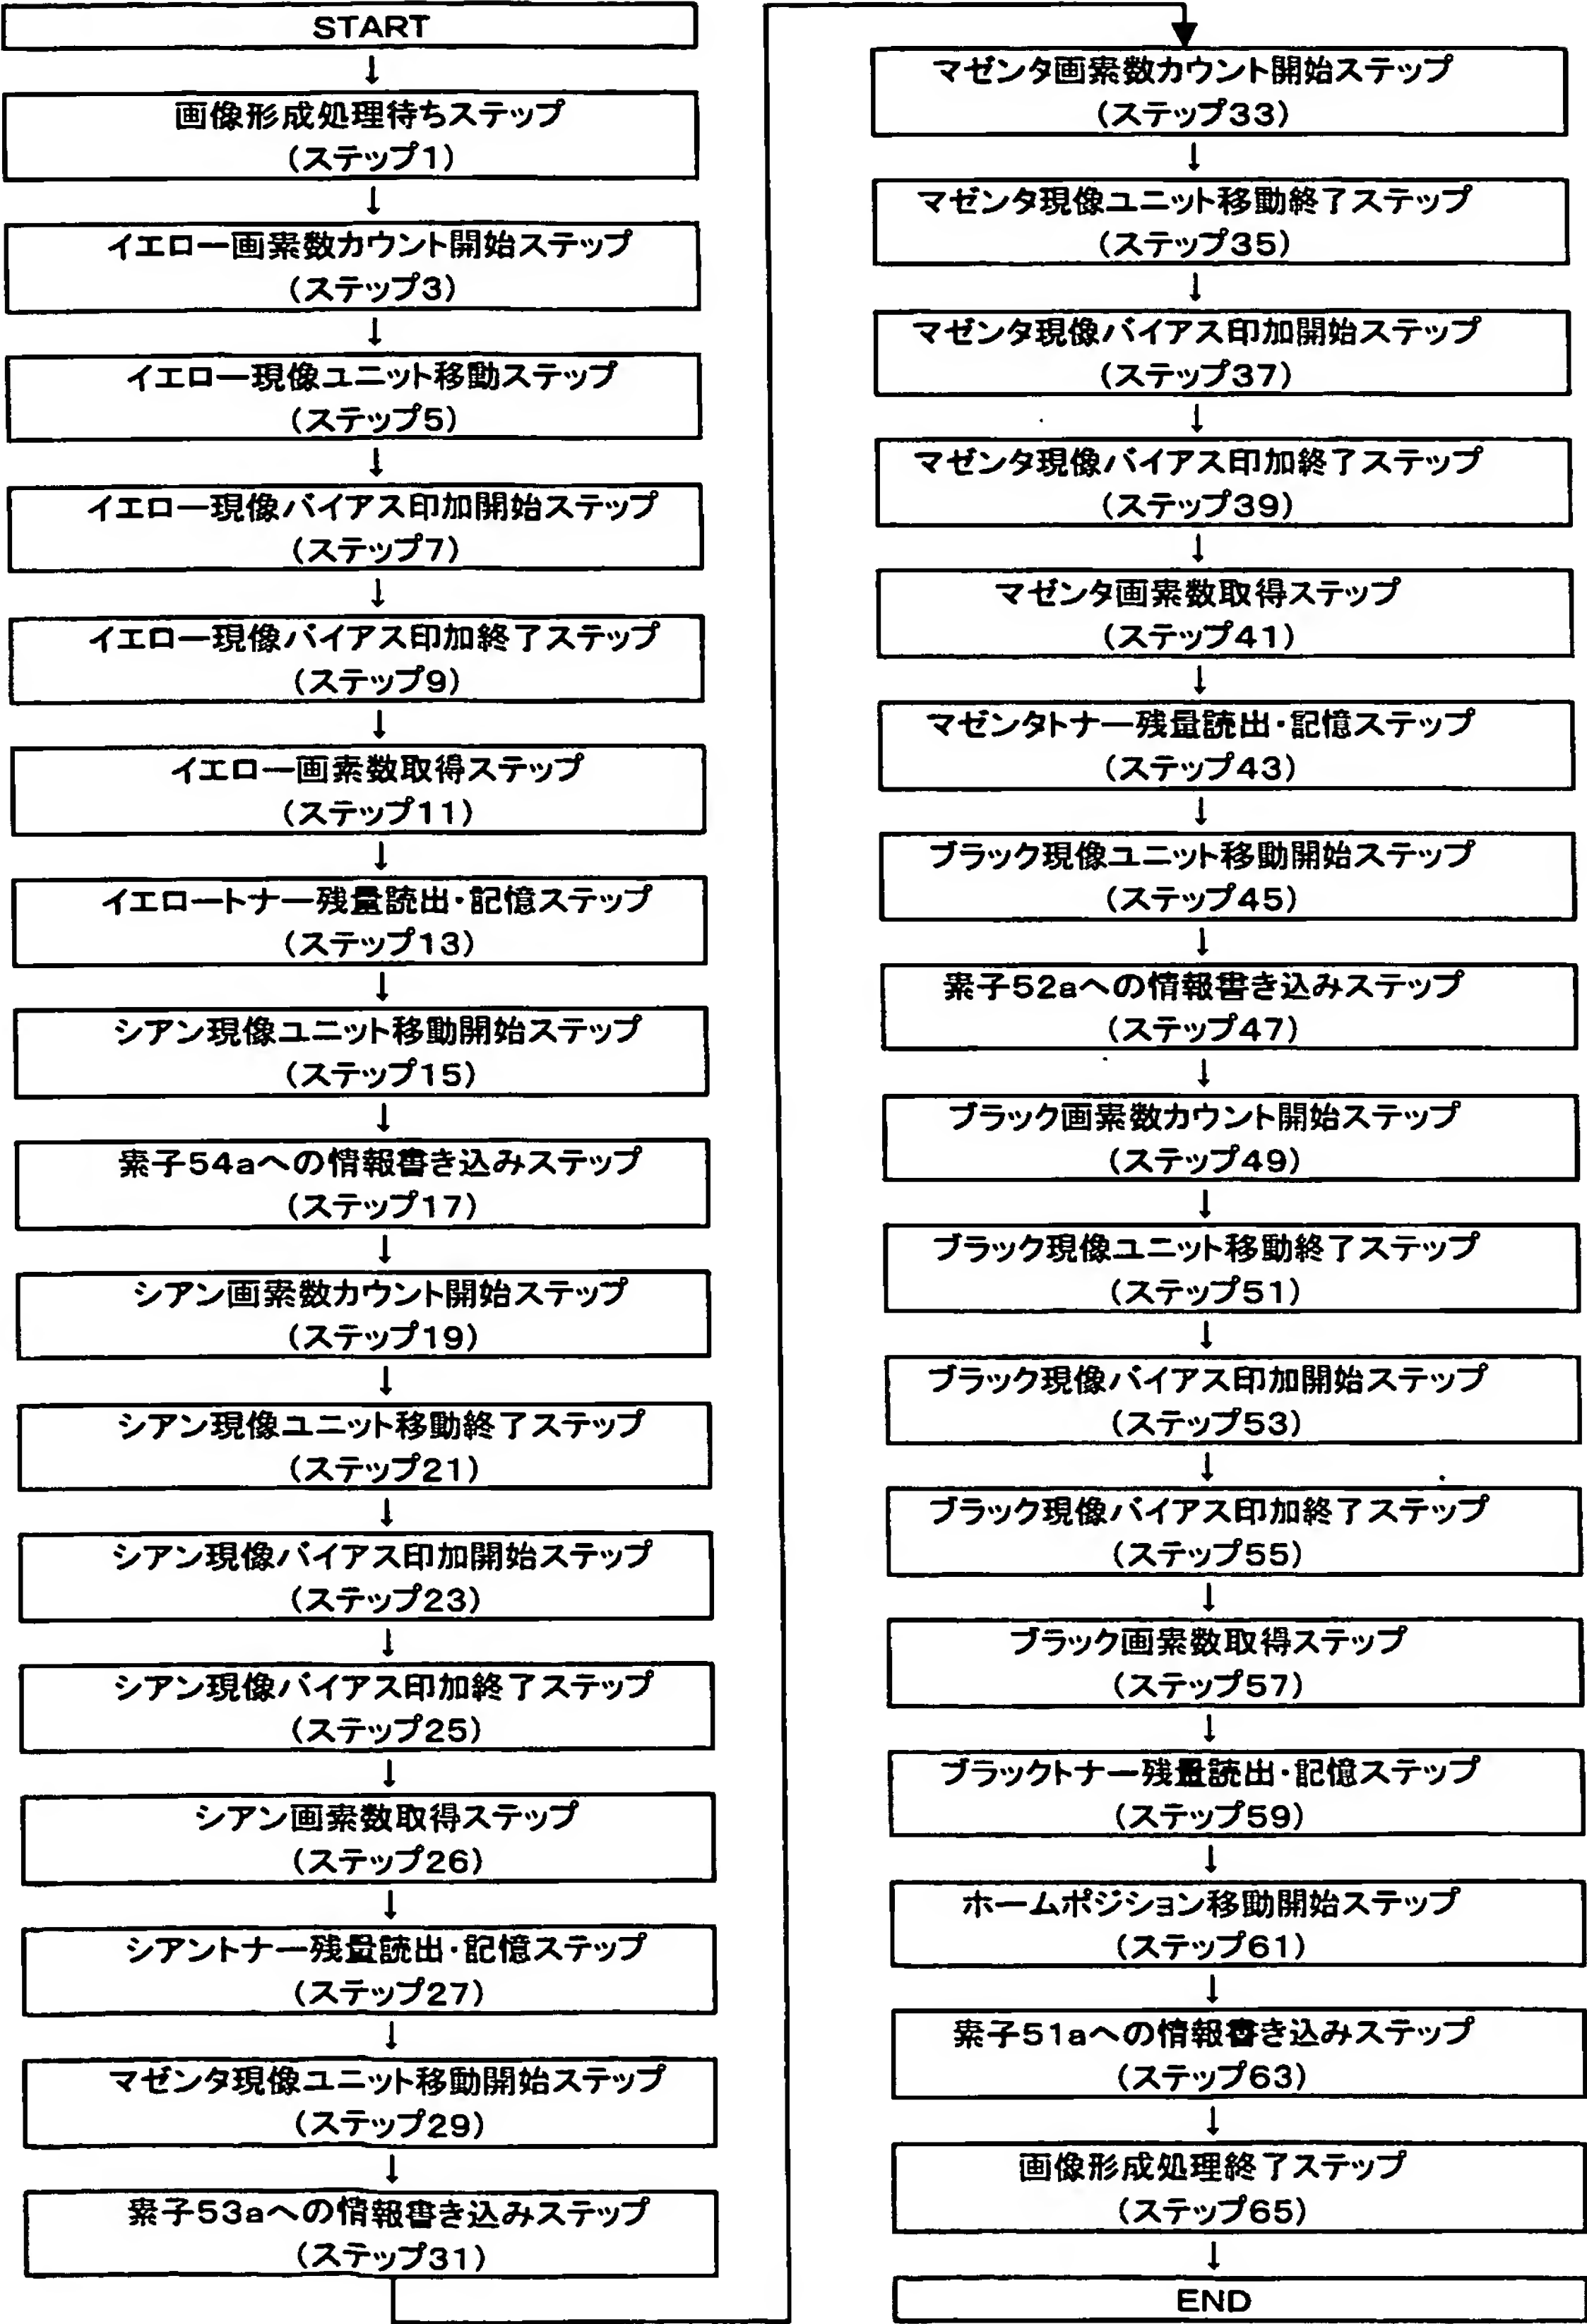 START
↓
画像形成処理待ちステップ
(ステップ1)
↓
イエロー画素数カウント開始ステップ
(ステップ3)
↓
イエロー現像ユニット移動ステップ
(ステップ5)
↓
イエロー現像バイアス印加開始ステップ
(ステップ7)
↓
イエロー現像バイアス印加終了ステップ
(ステップ9)
↓
イエロー画素数取得ステップ
(ステップ11)
↓
イエロートナー残量読出・記憶ステップ
(ステップ13)
↓
シアン現像ユニット移動開始ステップ
(ステップ15)
↓
素子54aへの情報書き込みステップ
(ステップ17)
↓
シアン画素数カウント開始ステップ
(ステップ19)
↓
シアン現像ユニット移動終了ステップ
(ステップ21)
↓
シアン現像バイアス印加開始ステップ
(ステップ23)
↓
シアン現像バイアス印加終了ステップ
(ステップ25)
↓
シアン画素数取得ステップ
(ステップ26)
↓
シアントナー残量読出・記憶ステップ
(ステップ27)
↓
マゼンタ現像ユニット移動開始ステップ
(ステップ29)
↓
素子53aへの情報書き込みステップ
(ステップ31)
マゼンタ画素数カウント開始ステップ
(ステップ33)
↓
マゼンタ現像ユニット移動終了ステップ
(ステップ35)
↓
マゼンタ現像バイアス印加開始ステップ
(ステップ37)
↓
マゼンタ現像バイアス印加終了ステップ
(ステップ39)
↓
マゼンタ画素数取得ステップ
(ステップ41)
↓
マゼンタトナー残量読出・記憶ステップ
(ステップ43)
↓
ブラック現像ユニット移動開始ステップ
(ステップ45)
↓
素子52aへの情報書き込みステップ
(ステップ47)
↓
ブラック画素数カウント開始ステップ
(ステップ49)
↓
ブラック現像ユニット移動終了ステップ
(ステップ51)
↓
ブラック現像バイアス印加開始ステップ
(ステップ53)
↓
ブラック現像バイアス印加終了ステップ
(ステップ55)
↓
ブラック画素数取得ステップ
(ステップ57)
↓
ブラックトナー残量読出・記憶ステップ
(ステップ59)
↓
ホームポジション移動開始ステップ
(ステップ61)
↓
素子51aへの情報書き込みステップ
(ステップ63)
↓
画像形成処理終了ステップ
(ステップ65)
↓
END